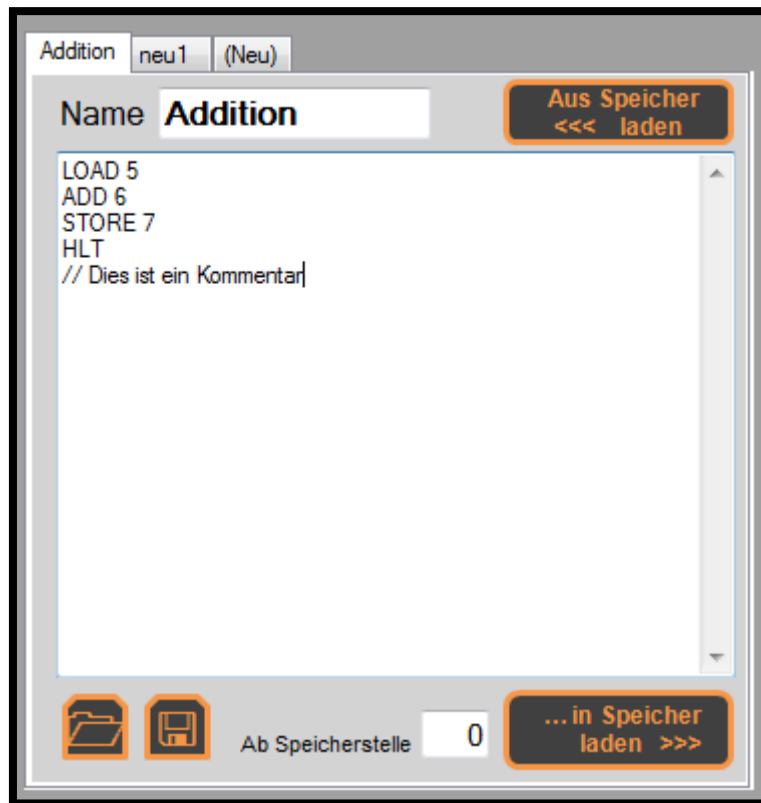 Addition neu1 (Neu)
Name Addition
Aus Speicher
<<< laden
LOAD 5
ADD 6
STORE 7
HLT
// Dies ist ein Kommentar
Ab Speicherstelle 0
...in Speicher
laden >>>